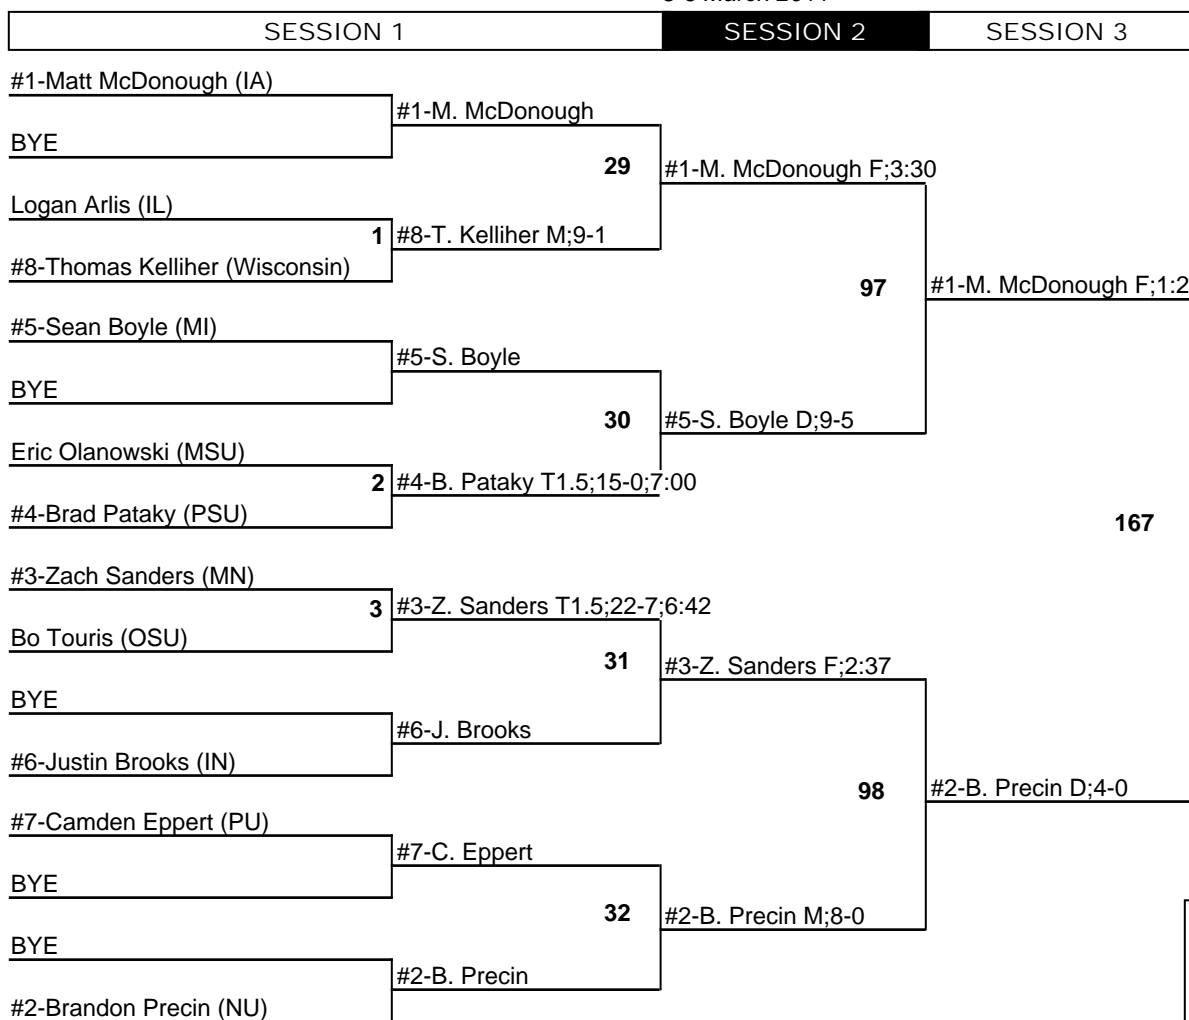 SESSION 1 SESSION 2 SESSION 3
#1-Matt McDonough (IA)
#1-M. McDonough
BYE
29 #1-M. McDonough F;3:30
Logan Arlis (IL)
1 #8-T. Kelliher M;9-1
#8-Thomas Kelliher (Wisconsin)
97 #1-M. McDonough F;1:2
#5-Sean Boyle (MI)
#5-S. Boyle
BYE
30 #5-S. Boyle D;9-5
Eric Olanowski (MSU)
2 #4-B. Pataky T1.5;15-0;7:00
#4-Brad Pataky (PSU)
167
#3-Zach Sanders (MN)
3 #3-Z. Sanders T1.5;22-7;6:42
Bo Touris (OSU)
31 #3-Z. Sanders F;2:37
BYE
#6-J. Brooks
#6-Justin Brooks (IN)
98 #2-B. Precin D;4-0
#7-Camden Eppert (PU)
#7-C. Eppert
BYE
32 #2-B. Precin M;8-0
BYE
#2-B. Precin
#2-Brandon Precin (NU)